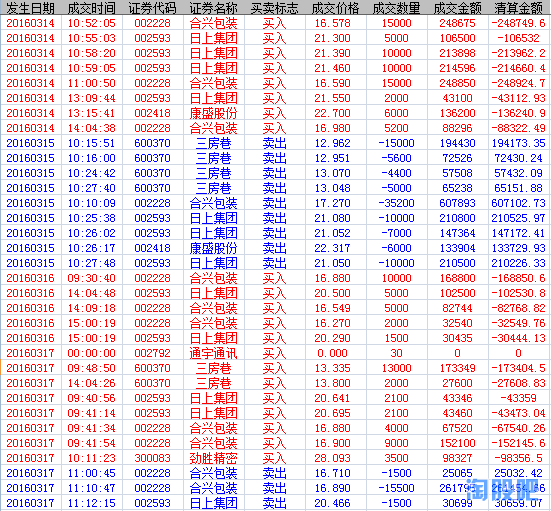 发生日期 成交时间 证券代码 证券名称 买卖标志 成交价格 成交数量 成交金额 清算金额
20160314 10:52:05 002228 合兴包装 买入 16.578 15000 248675 -248749.6
20160314 10:55:03 002593 日上集团 买入 21.300 5000 106500 -106532
20160314 10:58:20 002593 日上集团 买入 21.390 10000 213898 -213962.2
20160314 10:59:05 002593 日上集团 买入 21.460 10000 214596 -214660.4
20160314 11:00:50 002228 合兴包装 买入 16.590 15000 248850 -248924.7
20160314 13:09:44 002593 日上集团 买入 21.550 2000 43100 -43112.93
20160314 13:15:41 002418 康盛股份 买入 22.700 6000 136200 -136240.9
20160314 14:04:38 002228 合兴包装 买入 16.980 5200 88296 -88322.49
20160315 10:15:51 600370 三房巷 卖出 12.962 -15000 194430 194173.35
20160315 10:16:00 600370 三房巷 卖出 12.951 -5600 72526 72430.24
20160315 10:24:42 600370 三房巷 卖出 13.070 -4400 57508 57432.09
20160315 10:27:40 600370 三房巷 卖出 13.048 -5000 65238 65151.88
20160315 10:10:09 002228 合兴包装 卖出 17.270 -35200 607893 607102.73
20160315 10:25:38 002593 日上集团 卖出 21.080 -10000 210800 210525.97
20160315 10:26:02 002593 日上集团 卖出 21.052 -7000 147364 147172.41
20160315 10:26:17 002418 康盛股份 卖出 22.317 -6000 133904 133729.93
20160315 10:27:48 002593 日上集团 卖出 21.050 -10000 210500 210226.33
20160316 09:30:40 002228 合兴包装 买入 16.880 10000 168800 -168850.6
20160316 14:04:48 002593 日上集团 买入 20.500 5000 102500 -102530.8
20160316 14:09:18 002228 合兴包装 买入 16.549 5000 82744 -82768.82
20160316 15:00:19 002228 合兴包装 买入 16.270 2000 32540 -32549.76
20160316 15:00:19 002593 日上集团 买入 20.290 1500 30435 -30444.13
20160317 00:00:00 002792 通宇通讯 买入 0.000 30 0 0
20160317 09:48:50 600370 三房巷 买入 13.335 13000 173349 -173404.5
20160317 14:04:26 600370 三房巷 买入 13.800 2000 27600 -27608.83
20160317 09:40:56 002593 日上集团 买入 20.641 2100 43346 -43359
20160317 09:41:14 002593 日上集团 买入 20.695 2100 43460 -43473.04
20160317 09:41:34 002228 合兴包装 买入 16.880 4000 67520 -67540.26
20160317 09:41:54 002228 合兴包装 买入 16.900 9000 152100 -152145.6
20160317 10:11:23 300083 劲胜精密 买入 28.093 3500 98327 -98356.5
20160317 11:00:45 002228 合兴包装 卖出 16.710 -1500 25065 25032.42
20160317 11:10:47 002228 合兴包装 卖出 16.890 -15500
20160317 11:12:15 002593 日上集团 卖出 20.466 -1500 30699 30659.07
淘股吧